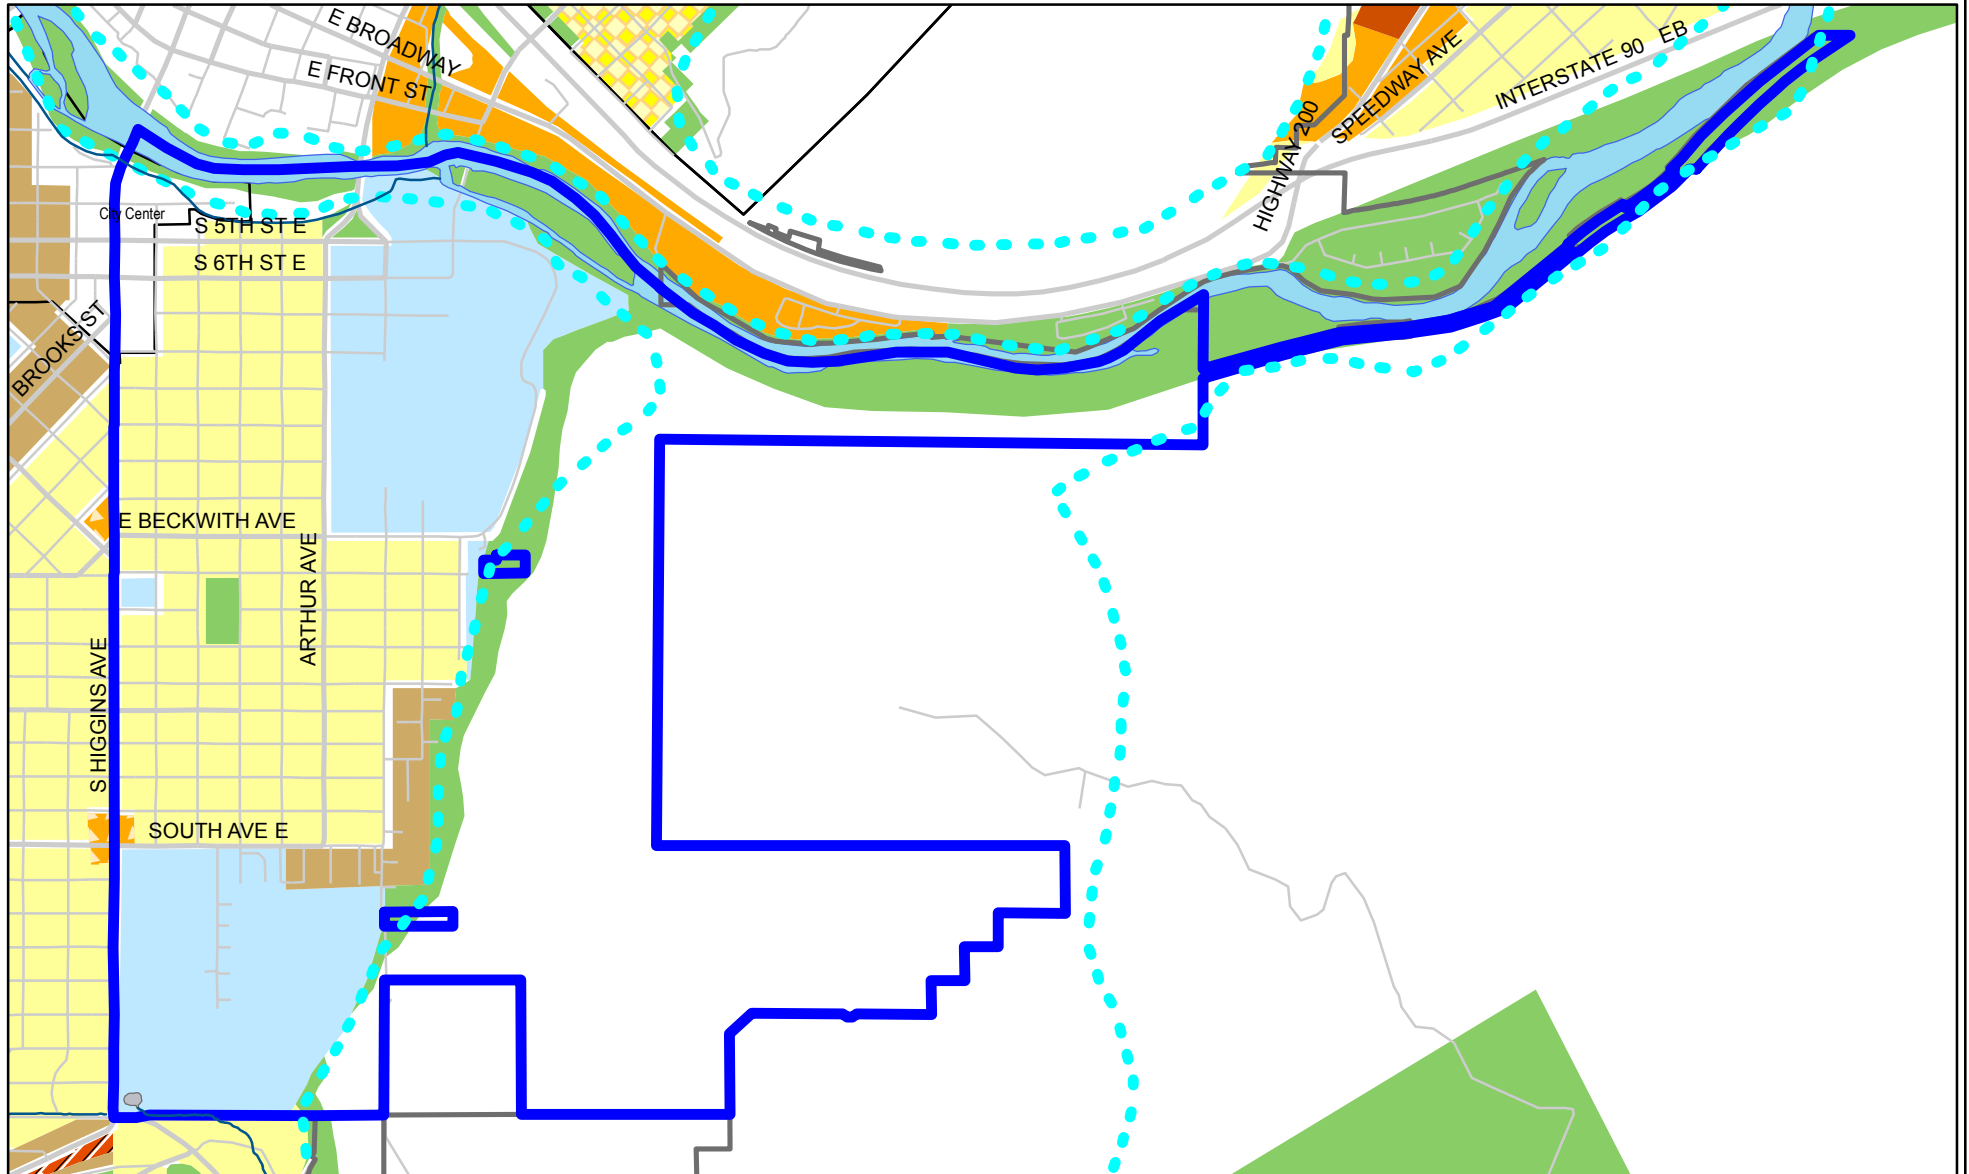 E BROADWAY
E FRONT ST
SPEEDWAY AVE
INTERSTATE 90 EB
HIGHWAY 200
City Center
S 5TH ST E
S 6TH ST E
BROOKS ST
E BECKWITH AVE
ARTHUR AVE
S HIGGINS AVE
SOUTH AVE E